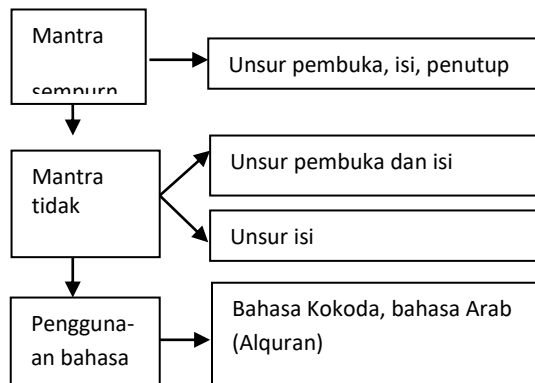 Mantra
sempurn
Unsur pembuka, isi, penutup
Mantra
tidak
Unsur pembuka dan isi
Unsur isi
Pengguna-
an bahasa
Bahasa Kokoda, bahasa Arab
(Alquran)